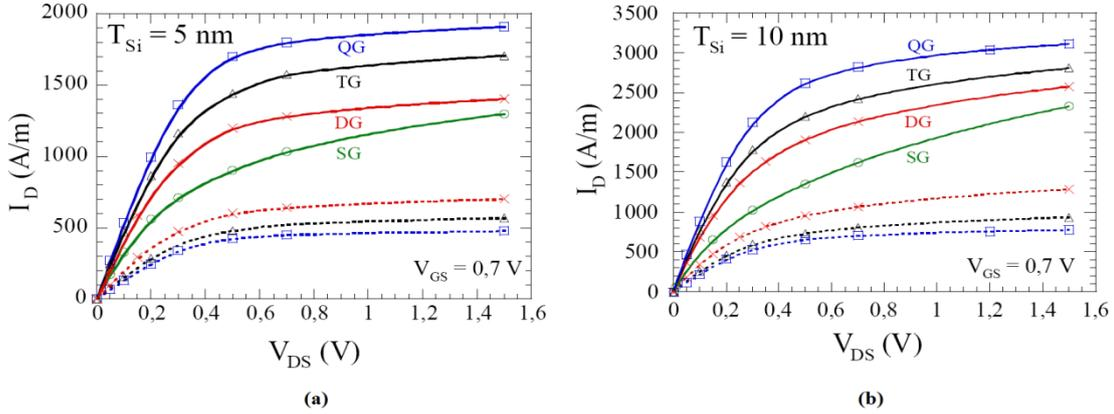 T_Si = 5 nm
2000
1500
1000
500
0
I_D (A/m)
QG
TG
DG
SG
V_GS = 0,7 V
0 0,2 0,4 0,6 0,8 1 1,2 1,4 1,6
V_DS (V)
(a)
T_Si = 10 nm
3500
3000
2500
2000
1500
1000
500
0
I_D (A/m)
QG
TG
DG
SG
V_GS = 0,7 V
0 0,2 0,4 0,6 0,8 1 1,2 1,4 1,6
V_DS (V)
(b)